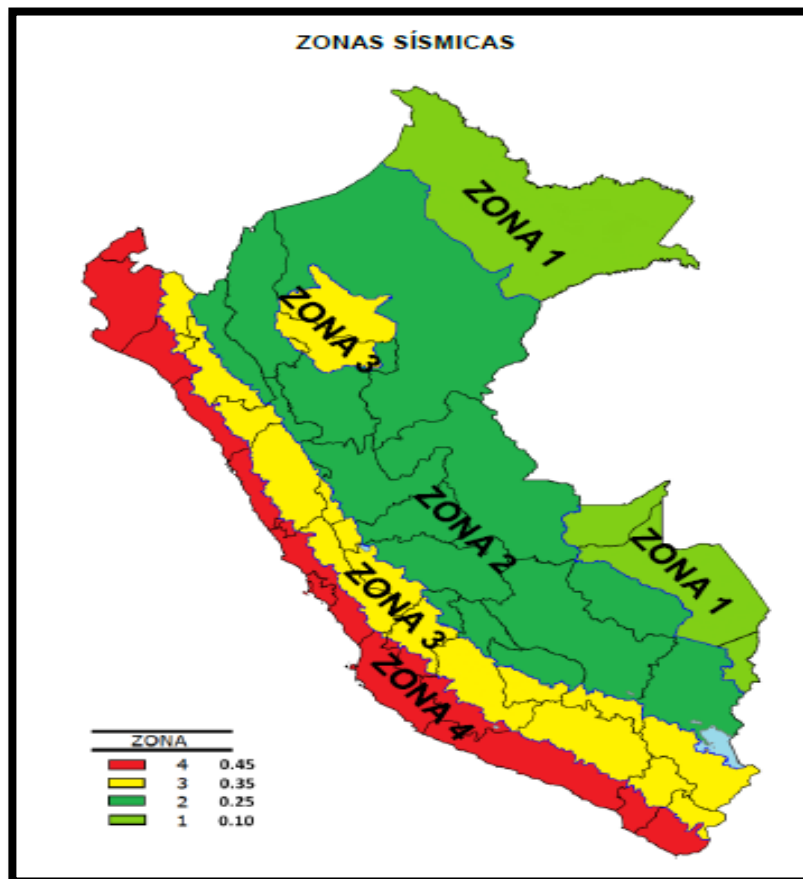 ZONAS SÍSMICAS
ZONA 1
ZONA 3
ZONA 2
ZONA 1
ZONA 3
ZONA 4
ZONA
4 0.45
3 0.35
2 0.25
1 0.10